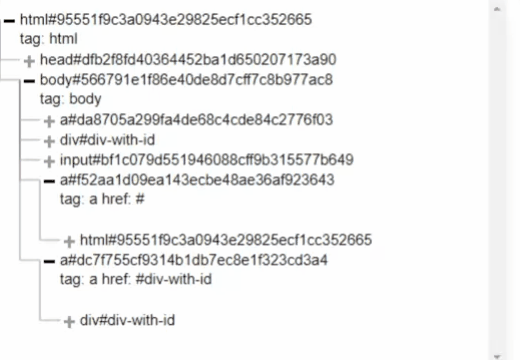 html#95551f9c3a0943e29825ecf1cc352665
tag: html
head#dfb2f8fd40364452ba1d650207173a90
body#566791e1f86e40de8d7cff7c8b977ac8
tag: body
a#da8705a299fa4de68c4cde84c2776f03
div#div-with-id
input#bf1c079d551946088cff9b315577b649
a#f52aa1d09ea143ecbe48ae36af923643
tag: a href: #
html#95551f9c3a0943e29825ecf1cc352665
a#dc7f755cf9314b1db7ec8e1f323cd3a4
tag: a href: #div-with-id
div#div-with-id